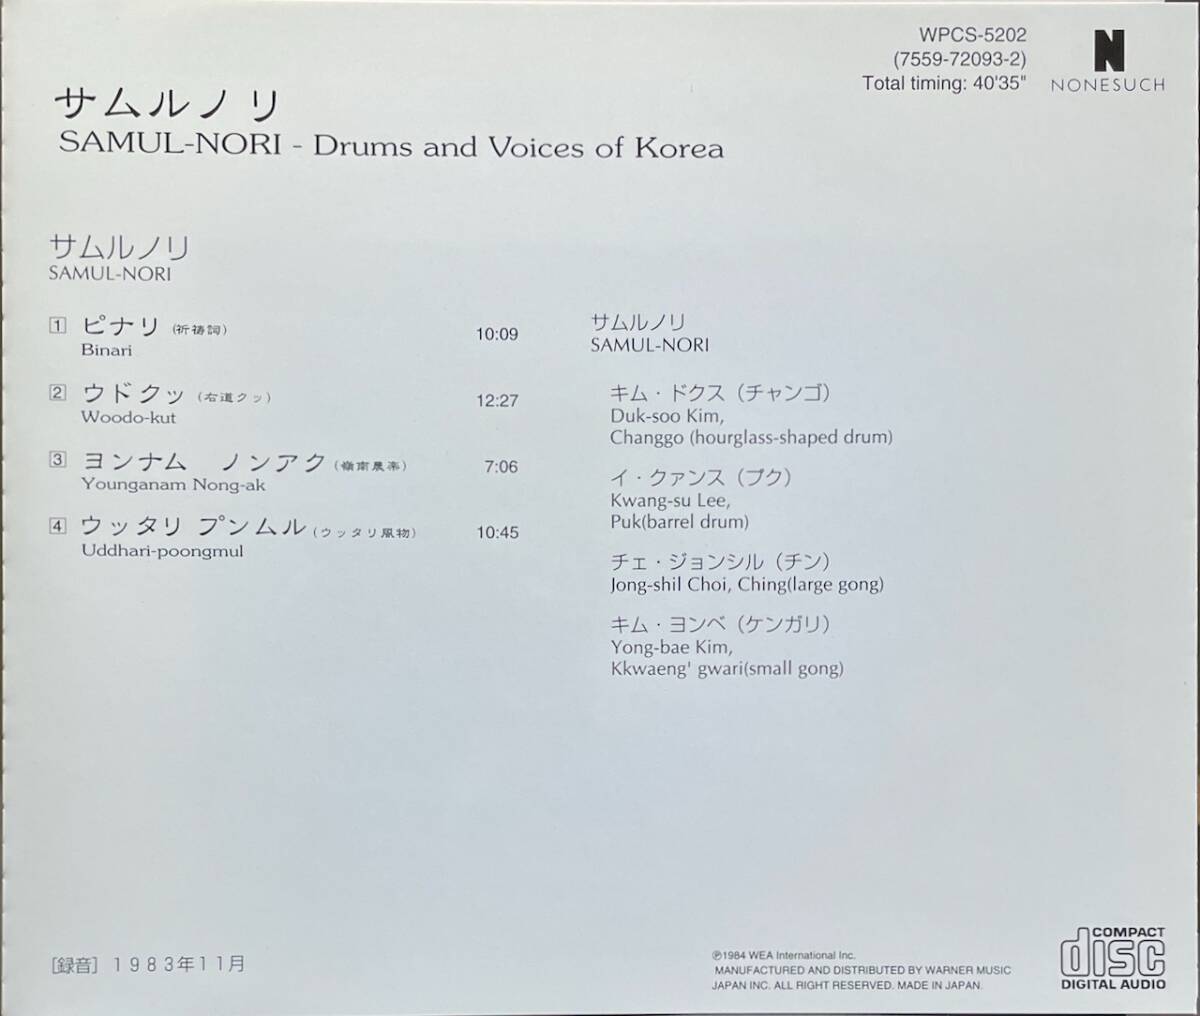 WPCS-5202
(7559-72093-2)
Total timing: 40'35"
N
NONESUCH
サムルノリ
SAMUL-NORI - Drums and Voices of Korea
サムルノリ
SAMUL-NORI
1 ピナリ (祈祷詞) 10:09
Binari
2 ウドクッ (右道クッ) 12:27
Woodo-kut
3 ヨンナム ノンアク (嶺南農楽) 7:06
Younganam Nong-ak
4 ウッタリ プンムル (ウッタリ風物) 10:45
Uddhari-poongmul
サムルノリ
SAMUL-NORI
キム・ドクス（チャンゴ）
Duk-soo Kim,
Changgo (hourglass-shaped drum)
イ・クァンス（プク）
Kwang-su Lee,
Puk(barrel drum)
チェ・ジョンシル（チン）
Jong-shil Choi, Ching(large gong)
キム・ヨンベ（ケンガリ）
Yong-bae Kim,
Kkwaeng' gwari(small gong)
[録音] 1983年11月
Ⓟ1984 WEA International Inc.
MANUFACTURED AND DISTRIBUTED BY WARNER MUSIC
JAPAN INC. ALL RIGHT RESERVED. MADE IN JAPAN.
COMPACT
disc
DIGITAL AUDIO